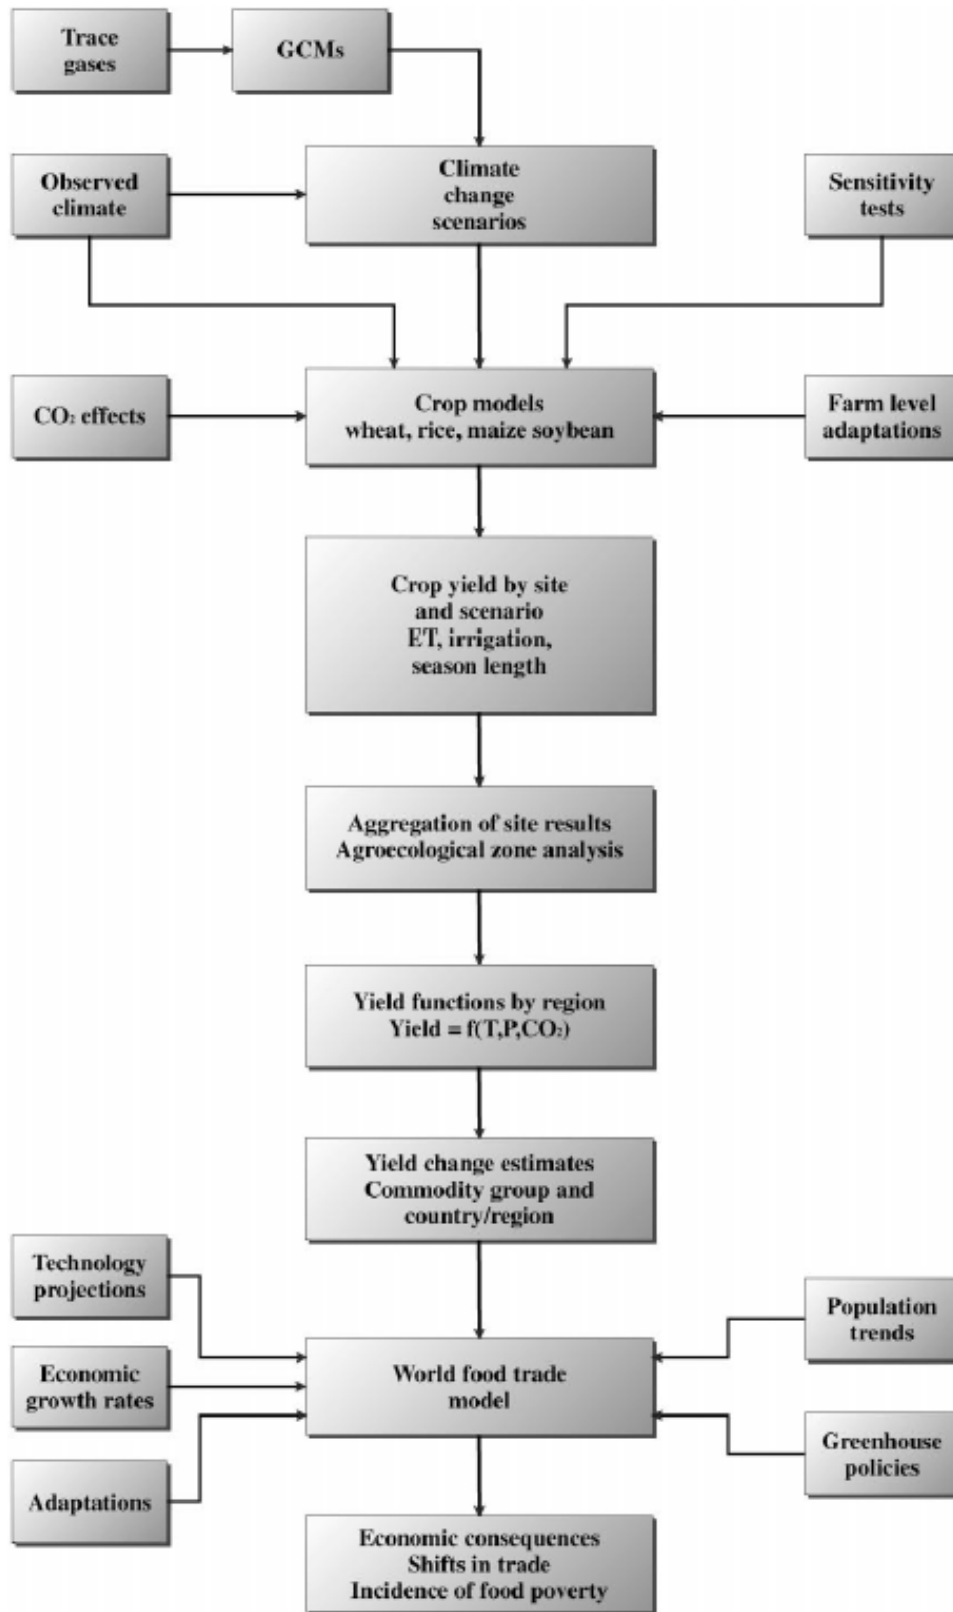 Trace
gases
GCMs
Climate
change
scenarios
Observed
climate
Sensitivity
tests
CO₂ effects
Crop models
wheat, rice, maize soybean
Farm level
adaptations
Crop yield by site
and scenario
ET, irrigation,
season length
Aggregation of site results
Agroecological zone analysis
Yield functions by region
Yield = f(T,P,CO₂)
Yield change estimates
Commodity group and
country/region
Technology
projections
Economic
growth rates
Adaptations
World food trade
model
Population
trends
Greenhouse
policies
Economic consequences
Shifts in trade
Incidence of food poverty